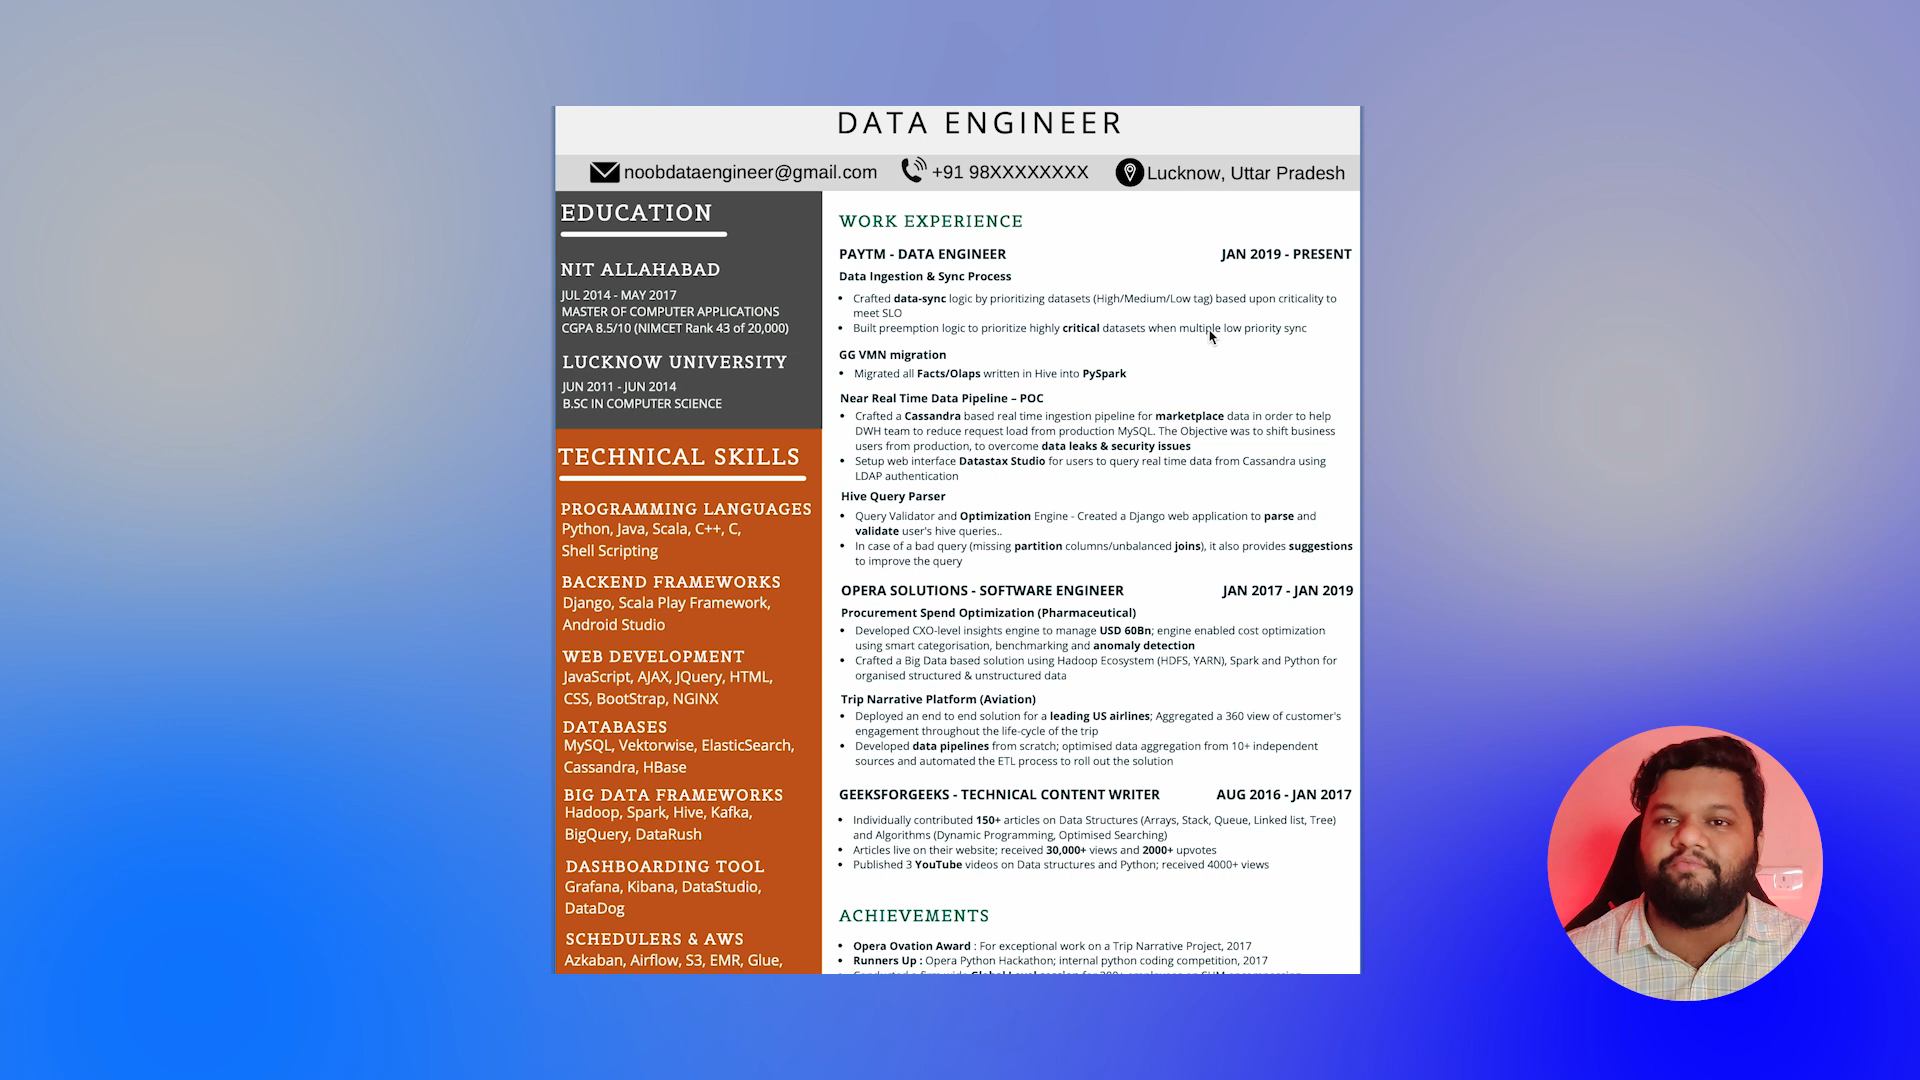 DATA ENGINEER
noobdataengineer@gmail.com
+91 98XXXXXXXX
Lucknow, Uttar Pradesh
EDUCATION
NIT ALLAHABAD
JUL 2014 - MAY 2017
MASTER OF COMPUTER APPLICATIONS
CGPA 8.5/10 (NIMCET Rank 43 of 20,000)
LUCKNOW UNIVERSITY
JUN 2011 - JUN 2014
B.SC IN COMPUTER SCIENCE
TECHNICAL SKILLS
PROGRAMMING LANGUAGES
Python, Java, Scala, C++, C,
Shell Scripting
BACKEND FRAMEWORKS
Django, Scala Play Framework,
Android Studio
WEB DEVELOPMENT
JavaScript, AJAX, JQuery, HTML,
CSS, BootStrap, NGINX
DATABASES
MySQL, Vektorwise, ElasticSearch,
Cassandra, HBase
BIG DATA FRAMEWORKS
Hadoop, Spark, Hive, Kafka,
BigQuery, DataRush
DASHBOARDING TOOL
Grafana, Kibana, DataStudio,
DataDog
SCHEDULERS & AWS
Azkaban, Airflow, S3, EMR, Glue,
WORK EXPERIENCE
PAYTM - DATA ENGINEER JAN 2019 - PRESENT
Data Ingestion & Sync Process
• Crafted data-sync logic by prioritizing datasets (High/Medium/Low tag) based upon criticality to
meet SLO
• Built preemption logic to prioritize highly critical datasets when multiple low priority sync
GG VMN migration
• Migrated all Facts/Olaps written in Hive into PySpark
Near Real Time Data Pipeline – POC
• Crafted a Cassandra based real time ingestion pipeline for marketplace data in order to help
DWH team to reduce request load from production MySQL. The Objective was to shift business
users from production, to overcome data leaks & security issues
• Setup web interface Datastax Studio for users to query real time data from Cassandra using
LDAP authentication
Hive Query Parser
• Query Validator and Optimization Engine - Created a Django web application to parse and
validate user's hive queries..
• In case of a bad query (missing partition columns/unbalanced joins), it also provides suggestions
to improve the query
OPERA SOLUTIONS - SOFTWARE ENGINEER JAN 2017 - JAN 2019
Procurement Spend Optimization (Pharmaceutical)
• Developed CXO-level insights engine to manage USD 60Bn; engine enabled cost optimization
using smart categorisation, benchmarking and anomaly detection
• Crafted a Big Data based solution using Hadoop Ecosystem (HDFS, YARN), Spark and Python for
organised structured & unstructured data
Trip Narrative Platform (Aviation)
• Deployed an end to end solution for a leading US airlines; Aggregated a 360 view of customer's
engagement throughout the life-cycle of the trip
• Developed data pipelines from scratch; optimised data aggregation from 10+ independent
sources and automated the ETL process to roll out the solution
GEEKSFORGEEKS - TECHNICAL CONTENT WRITER AUG 2016 - JAN 2017
• Individually contributed 150+ articles on Data Structures (Arrays, Stack, Queue, Linked list, Tree)
and Algorithms (Dynamic Programming, Optimised Searching)
• Articles live on their website; received 30,000+ views and 2000+ upvotes
• Published 3 YouTube videos on Data structures and Python; received 4000+ views
ACHIEVEMENTS
• Opera Ovation Award : For exceptional work on a Trip Narrative Project, 2017
• Runners Up : Opera Python Hackathon; internal python coding competition, 2017